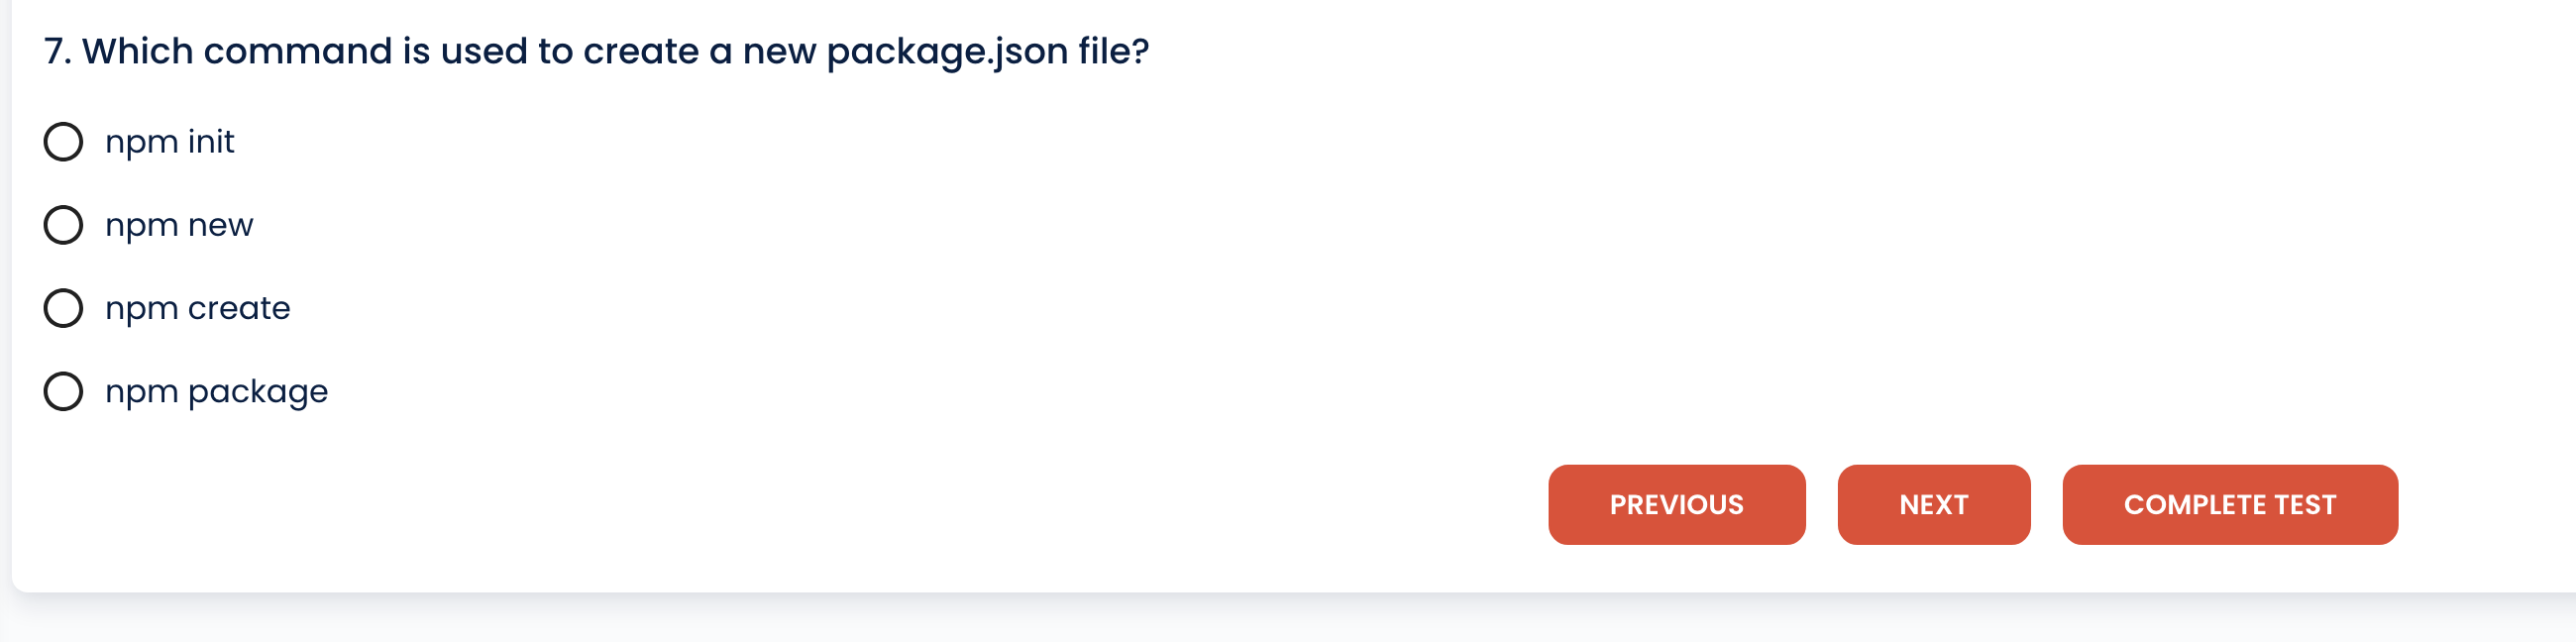 7. Which command is used to create a new package.json file?
npm init
npm new
npm create
npm package
PREVIOUS NEXT COMPLETE TEST